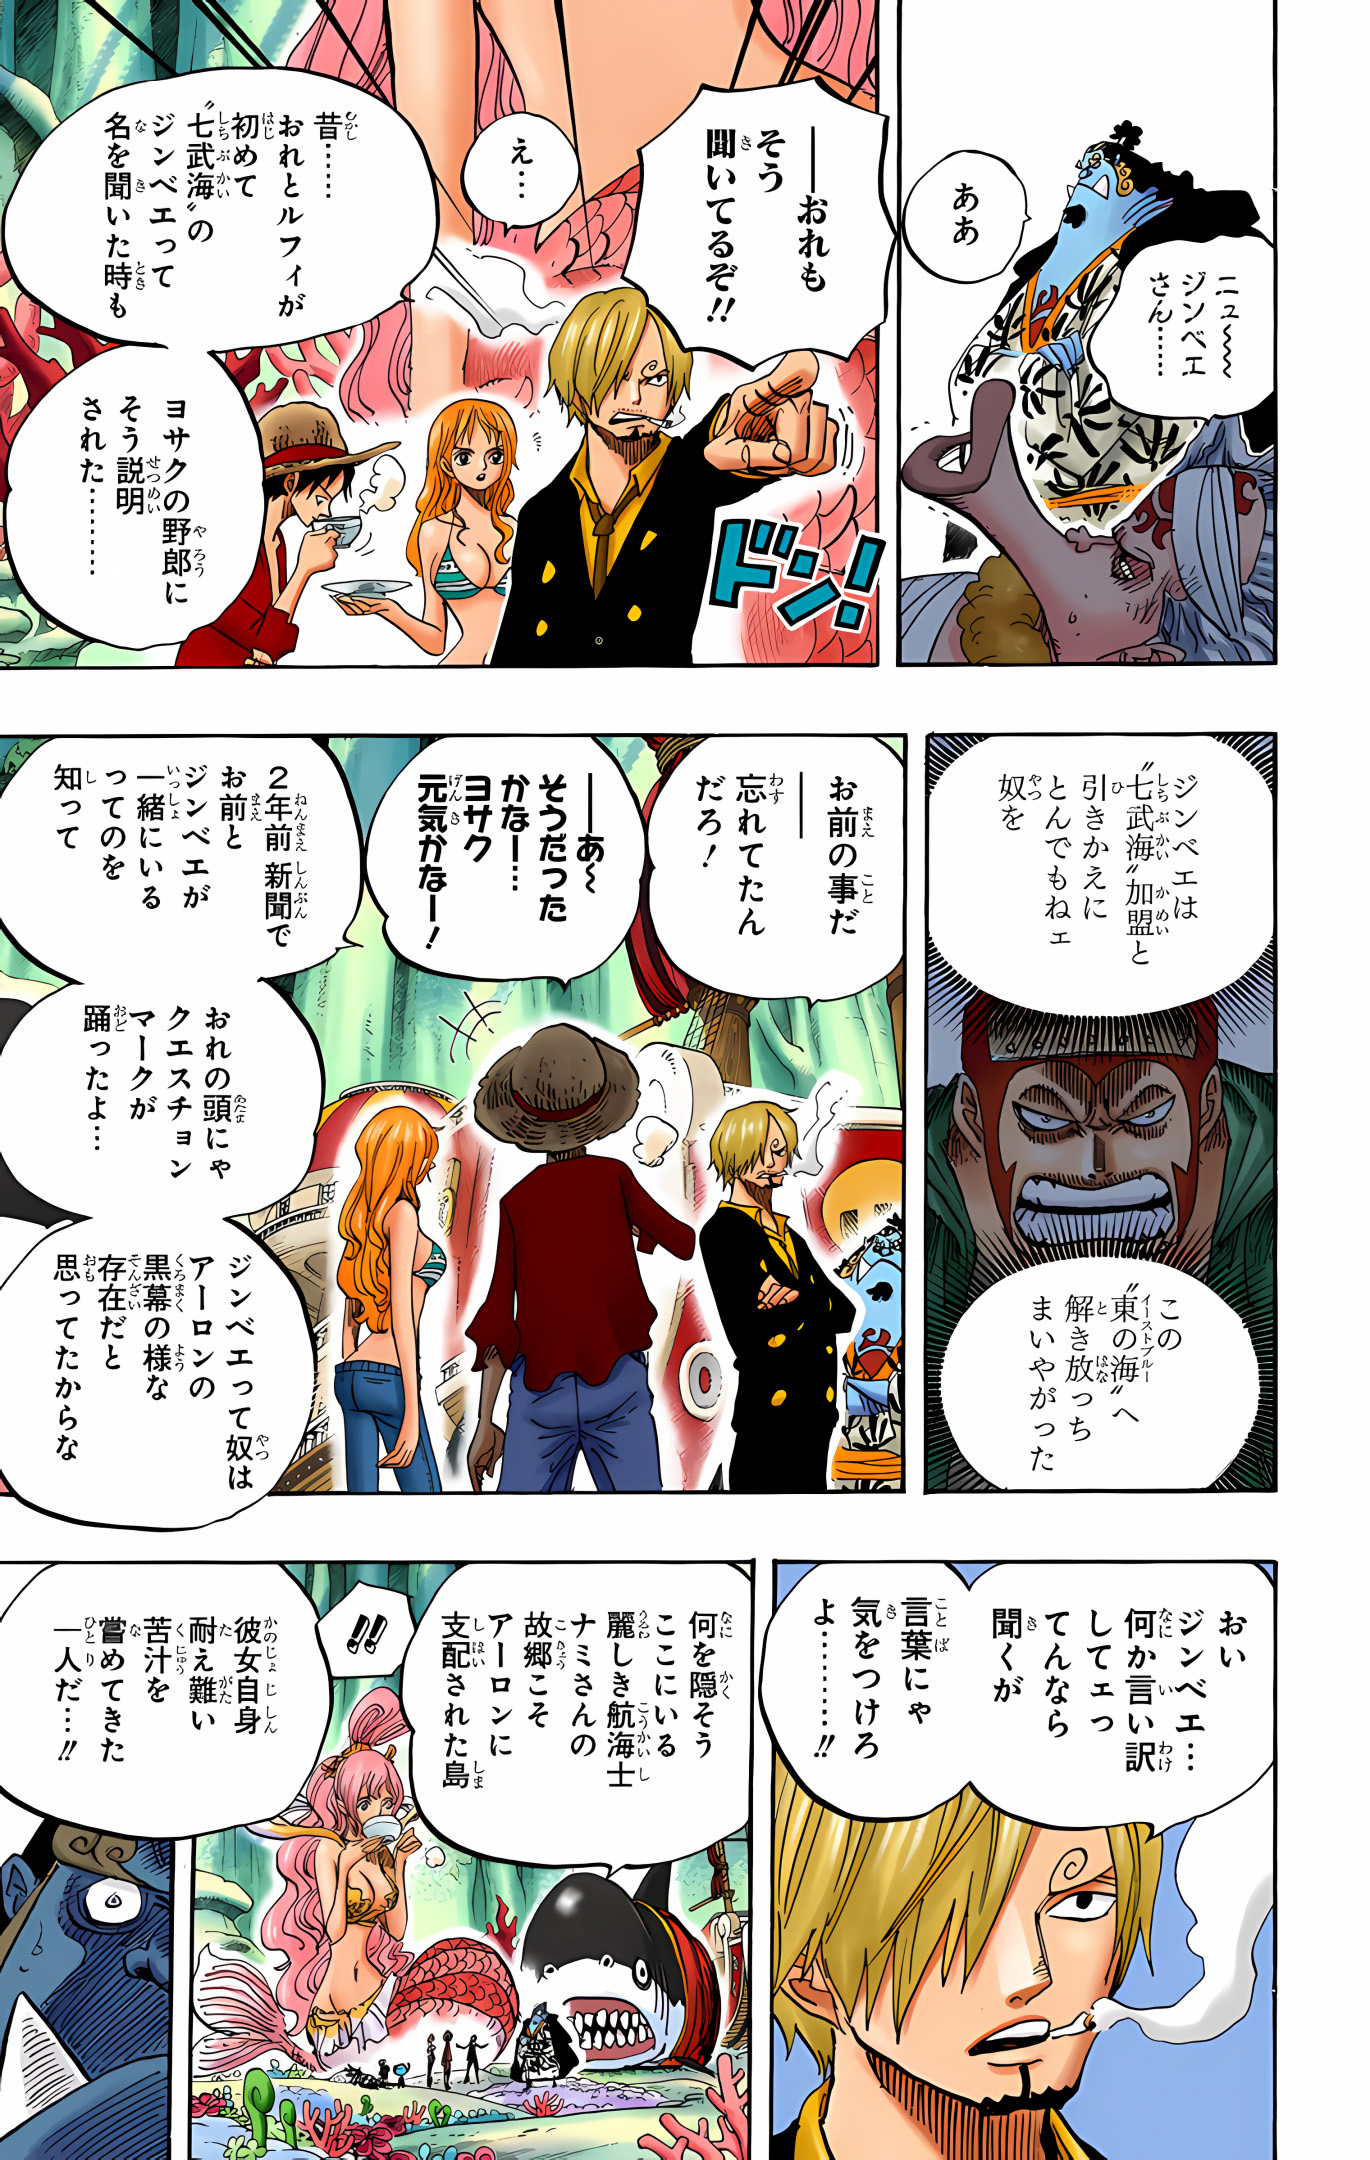 ニュ〜〜〜
ジンベエ
さん……
ああ
――おれも
そう
聞いてるぞ!!
え…
昔……
おれとルフィが
初めて
〝七武海〟の
ジンベエって
名を聞いた時も
ヨサクの野郎に
そう説明
された…………
ドン!
ジンベエは
〝七武海〟加盟と
引きかえに
とんでもねェ
奴を
この
〝東の海〟へ
解き放っち
まいやがった
お前の事だ
――
忘れてたん
だろ!
――あ〜
そうだった
かなー…
ヨサク
元気かなー!
2年前 新聞で
お前と
ジンベエが
一緒にいる
ってのを
知って
おれの頭にゃ
クエスチョン
マークが
踊ったよ…
ジンベエって奴は
アーロンの
黒幕の様な
存在だと
思ってたからな
おい
ジンベエ…
何か言い訳
してェっ
てんなら
聞くが
言葉にゃ
気をつけろ
よ………!!
何を隠そう
ここにいる
麗しき航海士
ナミさんの
故郷こそ
アーロンに
支配された島
!!
彼女自身
耐え難い
苦汁を
嘗めてきた
一人だ…!!